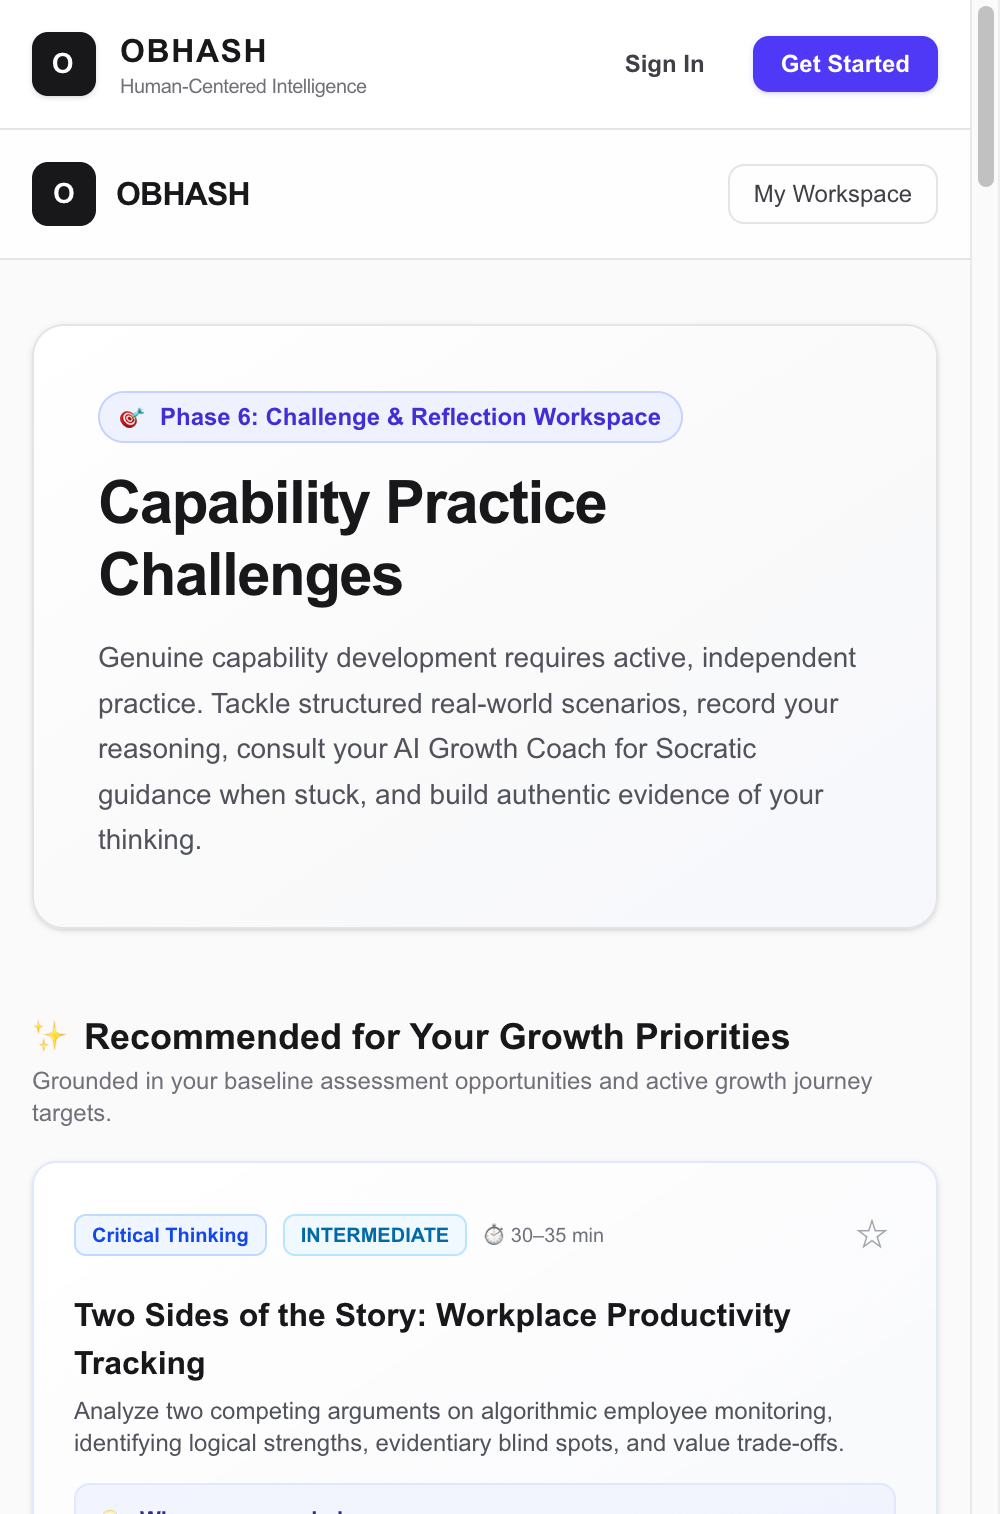 O
OBHASH
Human-Centered Intelligence
Sign In
Get Started
O
OBHASH
My Workspace
Phase 6: Challenge & Reflection Workspace
Capability Practice
Challenges
Genuine capability development requires active, independent
practice. Tackle structured real-world scenarios, record your
reasoning, consult your AI Growth Coach for Socratic
guidance when stuck, and build authentic evidence of your
thinking.
Recommended for Your Growth Priorities
Grounded in your baseline assessment opportunities and active growth journey
targets.
Critical Thinking
INTERMEDIATE
30–35 min
Two Sides of the Story: Workplace Productivity
Tracking
Analyze two competing arguments on algorithmic employee monitoring,
identifying logical strengths, evidentiary blind spots, and value trade-offs.